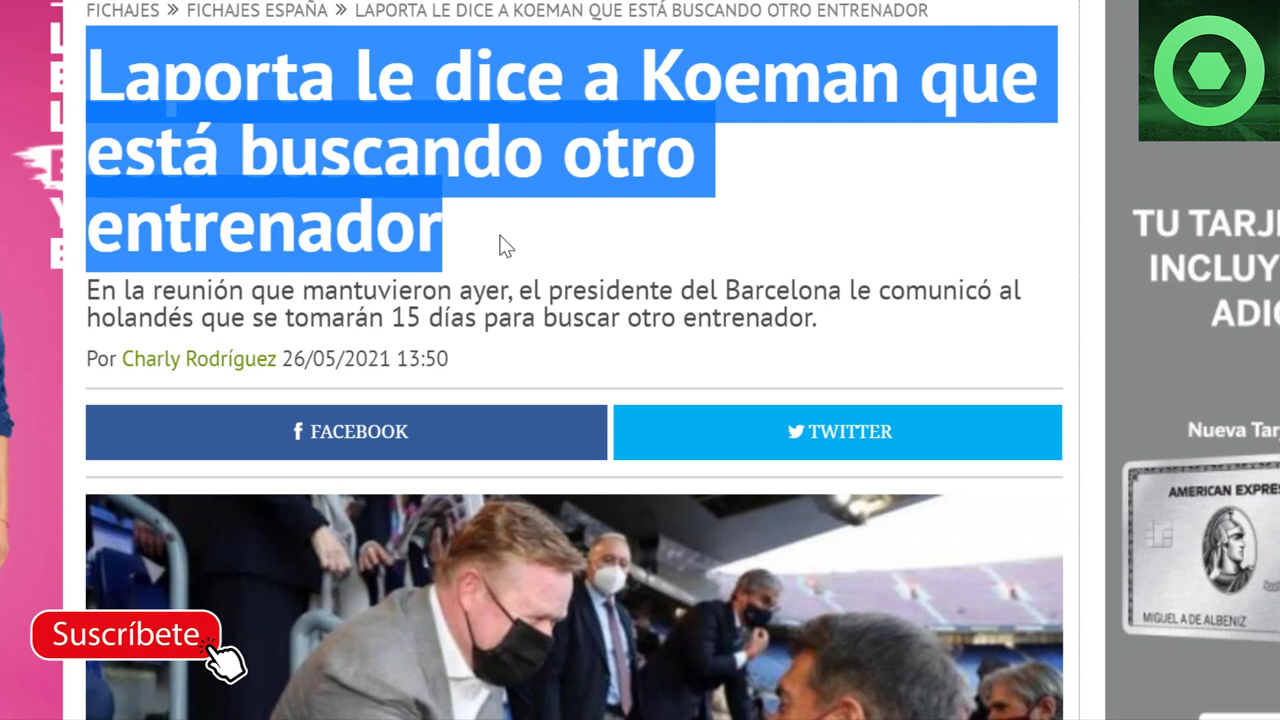 FICHAJES » FICHAJES ESPAÑA » LAPORTA LE DICE A KOEMAN QUE ESTÁ BUSCANDO OTRO ENTRENADOR
Laporta le dice a Koeman que
está buscando otro
entrenador
En la reunión que mantuvieron ayer, el presidente del Barcelona le comunicó al
holandés que se tomarán 15 días para buscar otro entrenador.
Por Charly Rodríguez 26/05/2021 13:50
FACEBOOK
TWITTER
Suscríbete
TU TARJ
INCLUY
ADI
Nueva Tar
AMERICAN EXPRES
MIGUEL A DE ALBENIZ